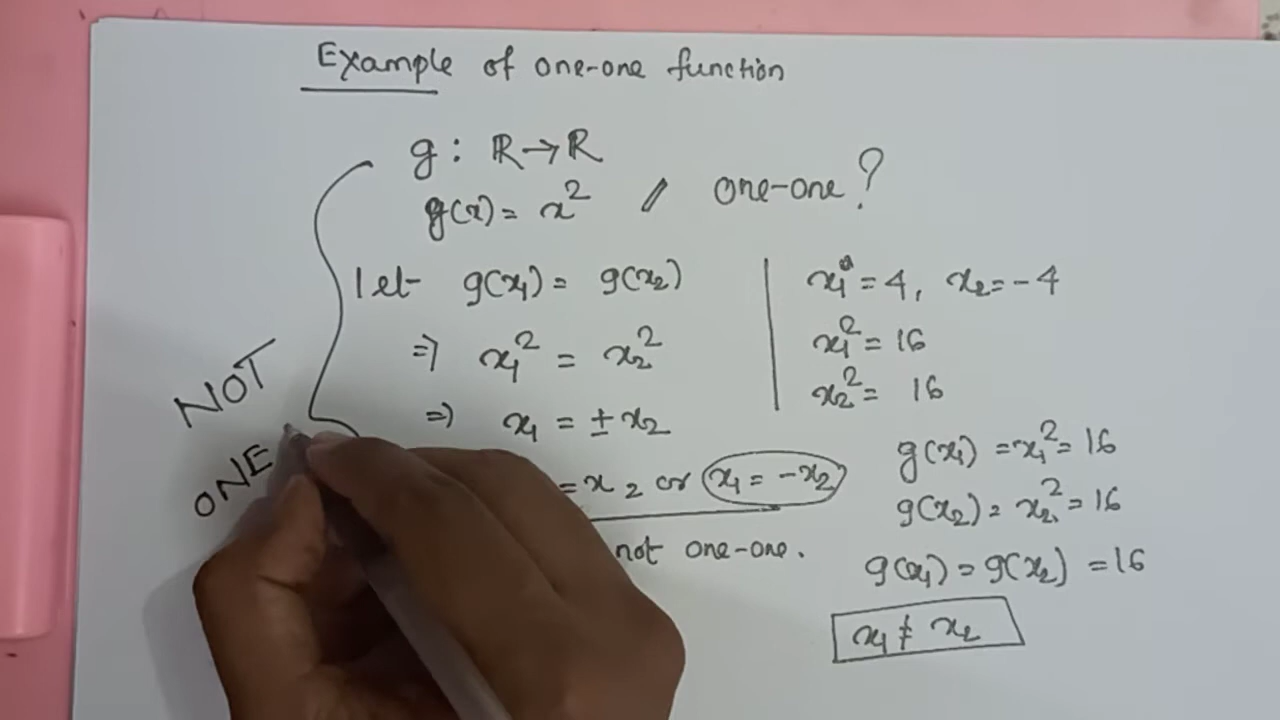 Example of one-one function
g : ℝ→ℝ
g(x) = x² // one-one?
let g(x₁) = g(x₂)
⇒ x₁² = x₂²
⇒ x₁ = ± x₂
= x₂ or x₁ = -x₂
not one-one.
x₁ = 4, x₂ = -4
x₁² = 16
x₂² = 16
g(x₁) = x₁² = 16
g(x₂) = x₂² = 16
g(x₁) = g(x₂) = 16
x₁ ≠ x₂
NOT
ONE